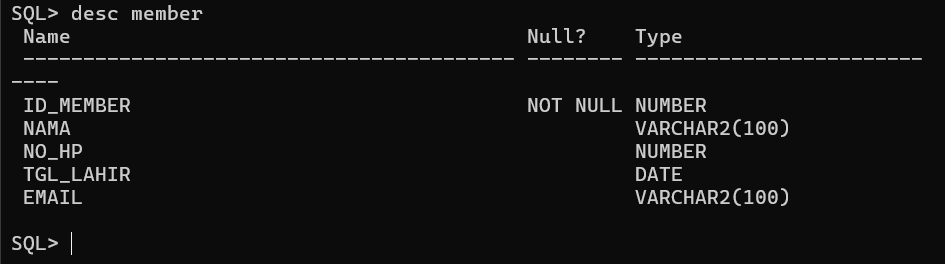 SQL> desc member
 Name                                      Null?    Type
 ----------------------------------------- -------- ------------------------
----
 ID_MEMBER                                 NOT NULL NUMBER
 NAMA                                               VARCHAR2(100)
 NO_HP                                              NUMBER
 TGL_LAHIR                                          DATE
 EMAIL                                              VARCHAR2(100)
SQL>